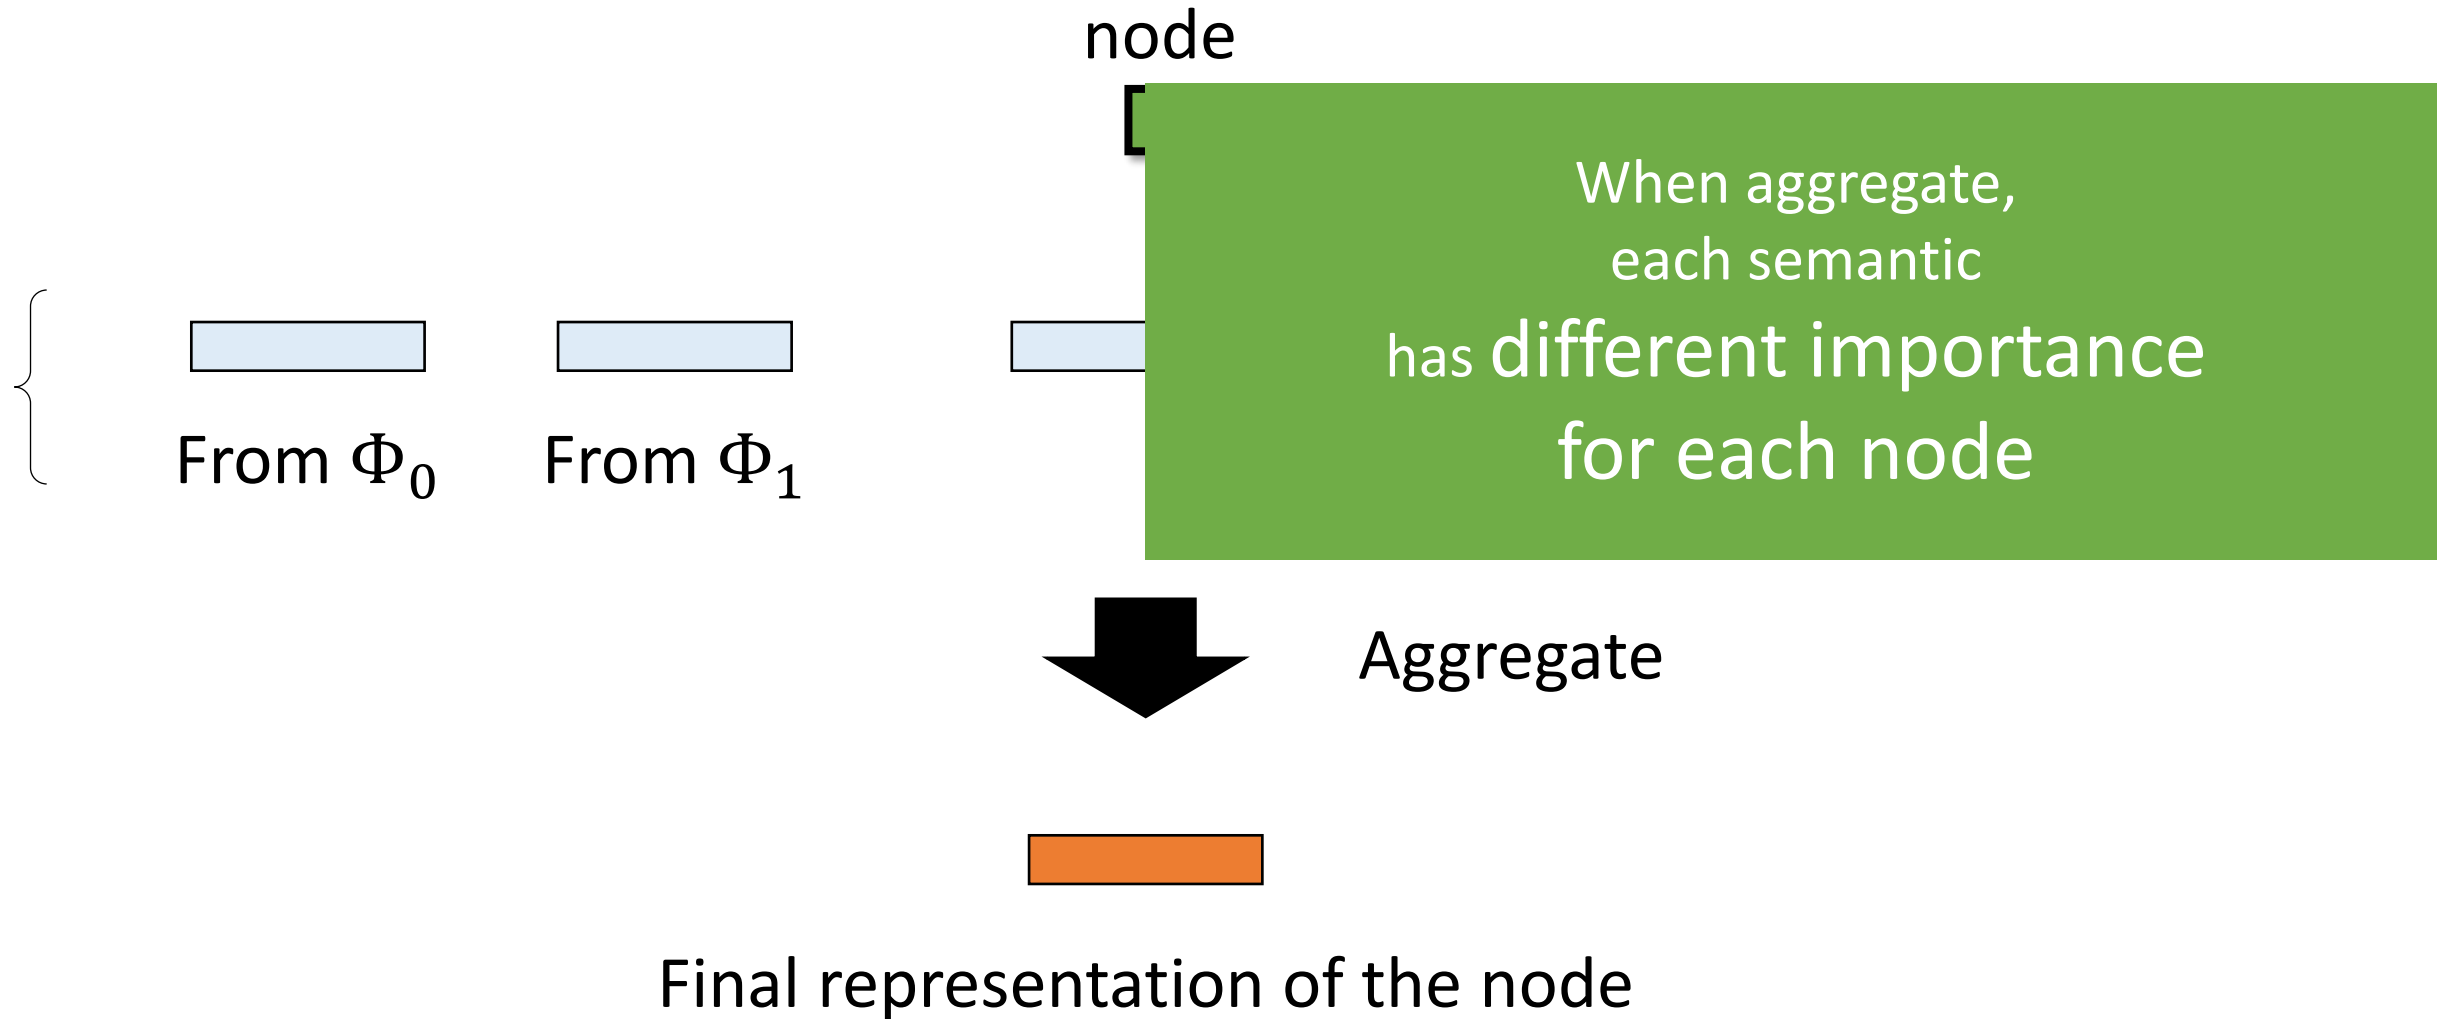 node
When aggregate,
each semantic
has different importance
for each node
From Φ₀ From Φ₁
Aggregate
Final representation of the node